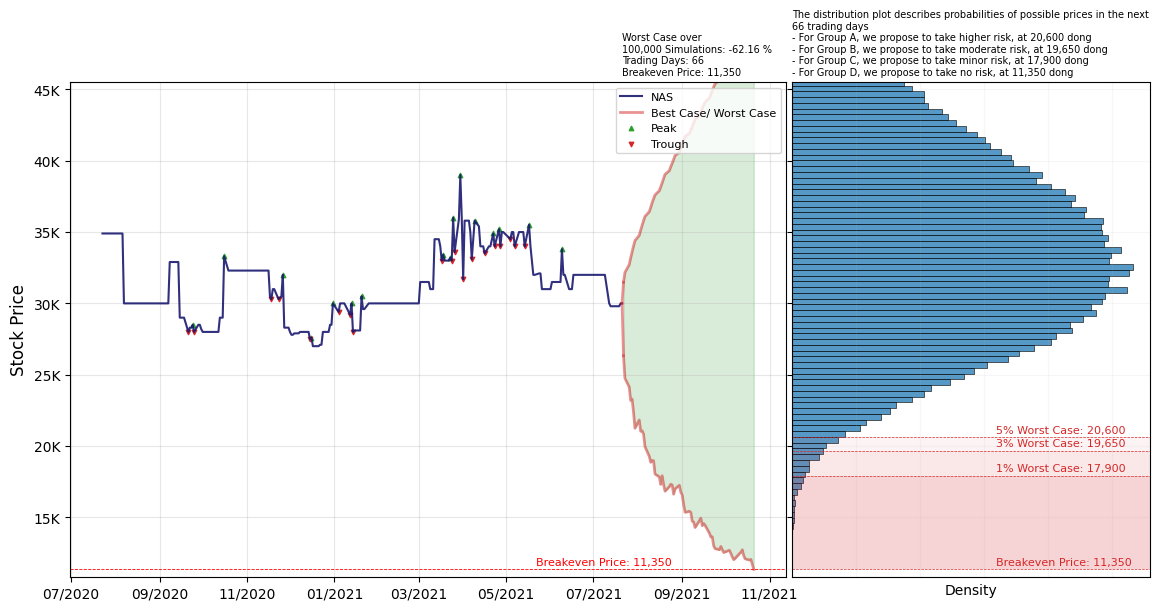 Worst Case over
100,000 Simulations: -62.16 %
Trading Days: 66
Breakeven Price: 11,350
The distribution plot describes probabilities of possible prices in the next
66 trading days
- For Group A, we propose to take higher risk, at 20,600 dong
- For Group B, we propose to take moderate risk, at 19,650 dong
- For Group C, we propose to take minor risk, at 17,900 dong
- For Group D, we propose to take no risk, at 11,350 dong
NAS
Best Case/ Worst Case
Peak
Trough
Stock Price
45K
40K
35K
30K
25K
20K
15K
Breakeven Price: 11,350
07/2020
09/2020
11/2020
01/2021
03/2021
05/2021
07/2021
09/2021
11/2021
5% Worst Case: 20,600
3% Worst Case: 19,650
1% Worst Case: 17,900
Breakeven Price: 11,350
Density